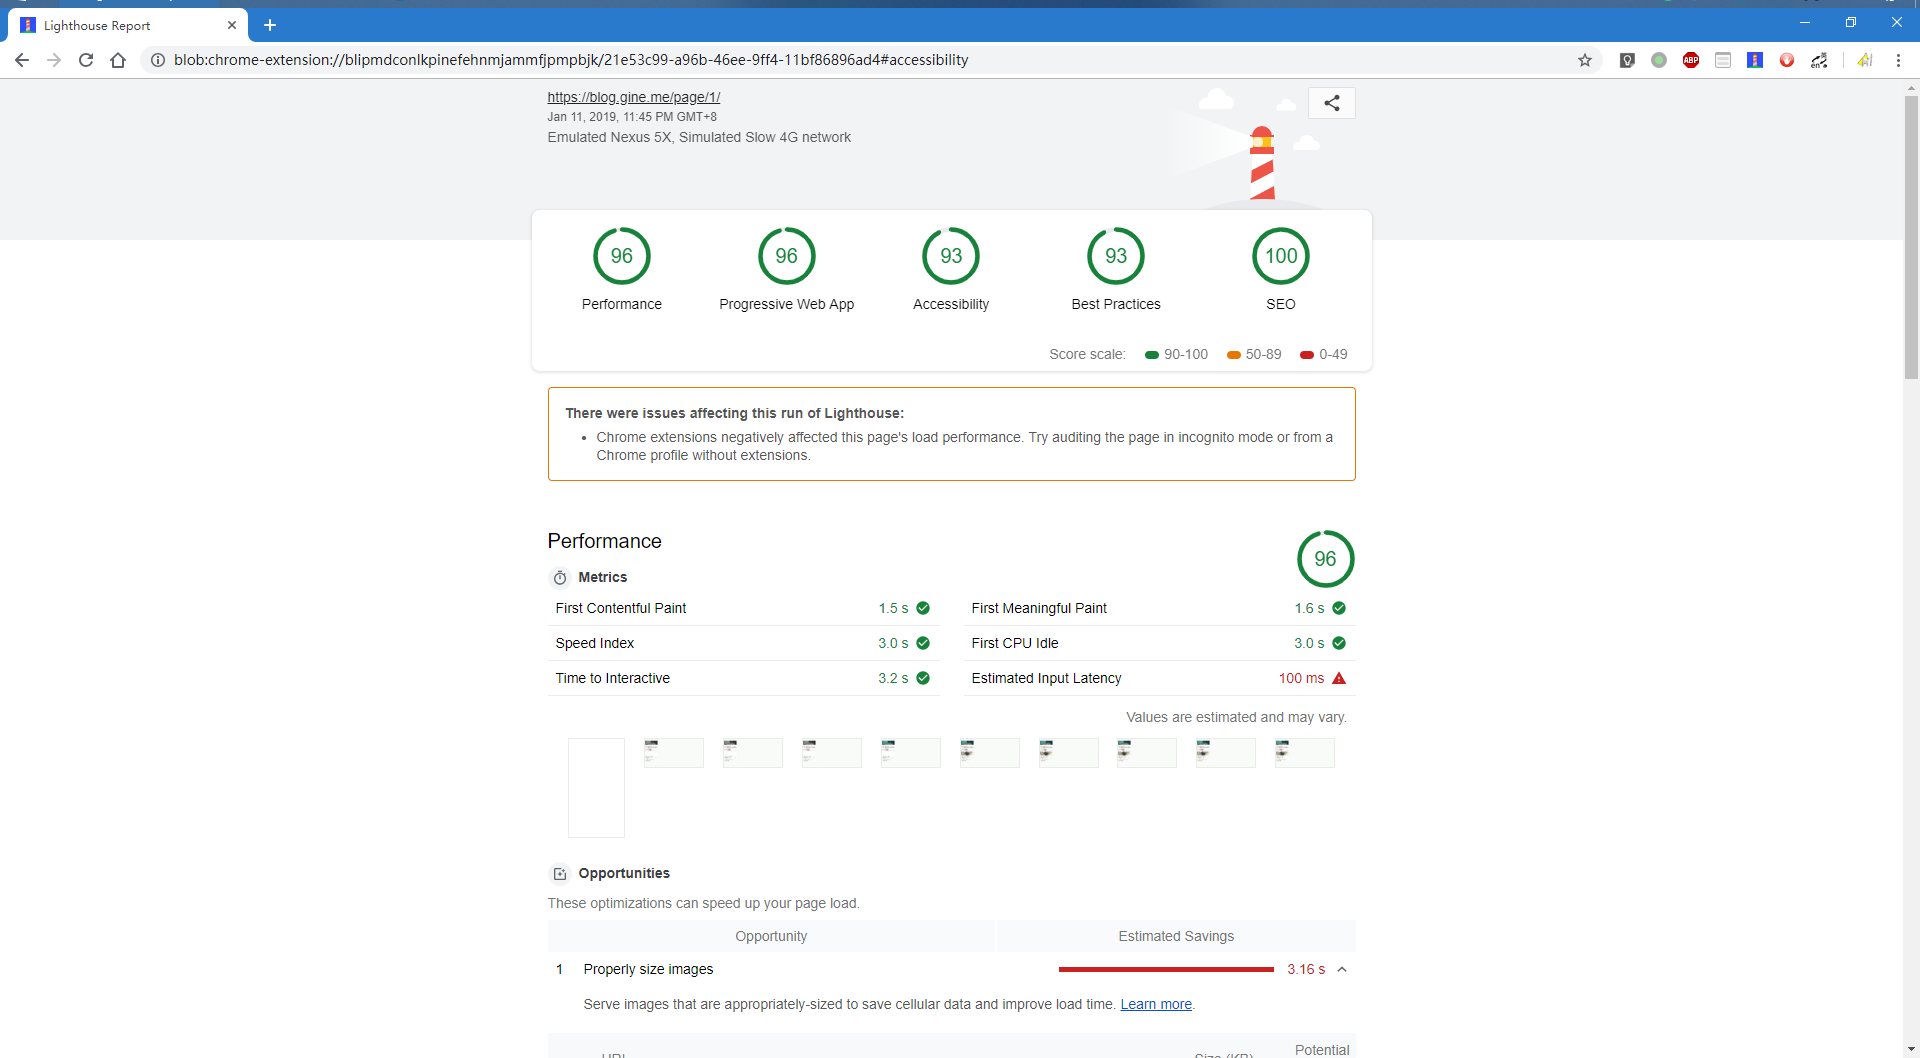 Lighthouse Report
blob:chrome-extension://blipmdconlkpinefehnmjammfjpmpbjk/21e53c99-a96b-46ee-9ff4-11bf86896ad4#accessibility
ABP
en
https://blog.gine.me/page/1/
Jan 11, 2019, 11:45 PM GMT+8
Emulated Nexus 5X, Simulated Slow 4G network
96 96 93 93 100
Performance Progressive Web App Accessibility Best Practices SEO
Score scale: 90-100 50-89 0-49
There were issues affecting this run of Lighthouse:
• Chrome extensions negatively affected this page's load performance. Try auditing the page in incognito mode or from a
Chrome profile without extensions.
Performance
96
Metrics
First Contentful Paint 1.5 s First Meaningful Paint 1.6 s
Speed Index 3.0 s First CPU Idle 3.0 s
Time to Interactive 3.2 s Estimated Input Latency 100 ms
Values are estimated and may vary.
Opportunities
These optimizations can speed up your page load.
Opportunity Estimated Savings
1 Properly size images 3.16 s
Serve images that are appropriately-sized to save cellular data and improve load time. Learn more.
URL Size (KB) Potential